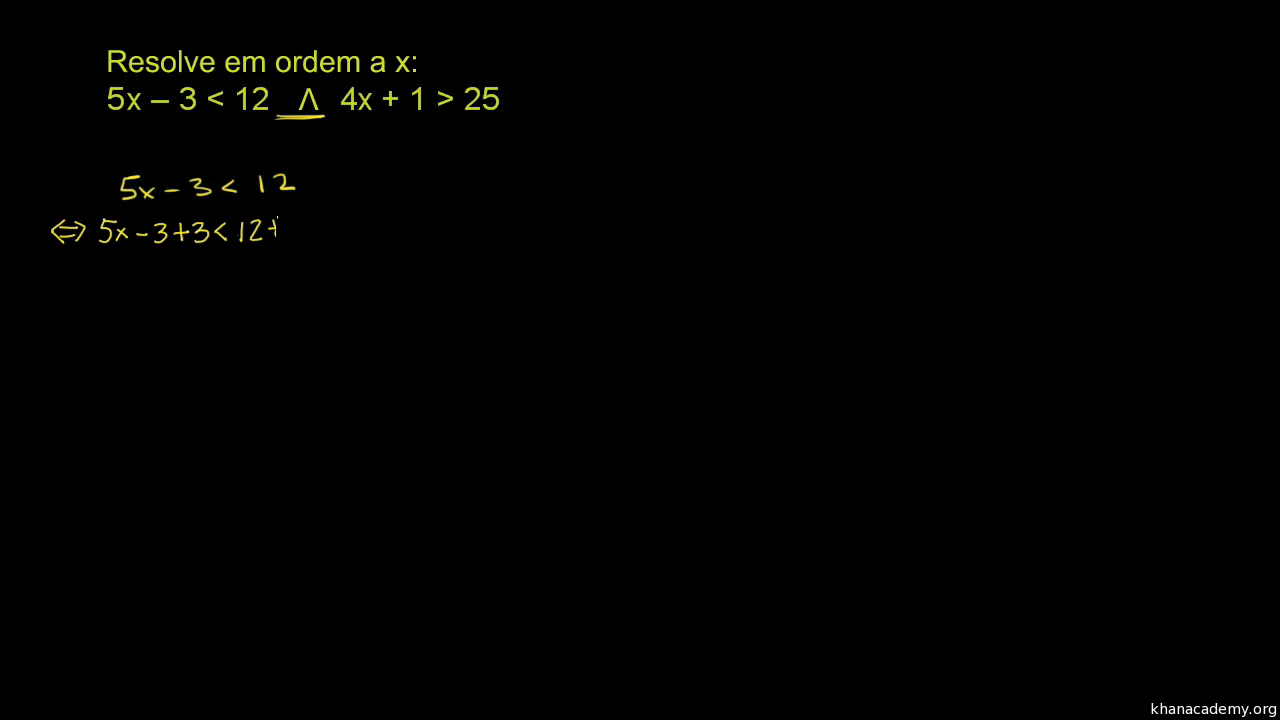 Resolve em ordem a x:
5x – 3 < 12 Λ 4x + 1 > 25
5x - 3 < 12
⇔ 5x - 3 + 3 < 12 +
khanacademy.org